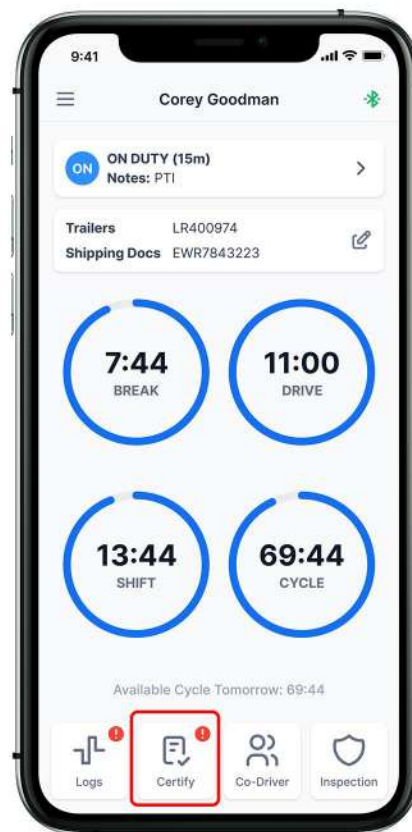 9:41
Corey Goodman
ON
ON DUTY (15m)
Notes: PTI
Trailers LR400974
Shipping Docs EWR7843223
7:44
BREAK
11:00
DRIVE
13:44
SHIFT
69:44
CYCLE
Available Cycle Tomorrow: 69:44
Logs
Certify
Co-Driver
Inspection